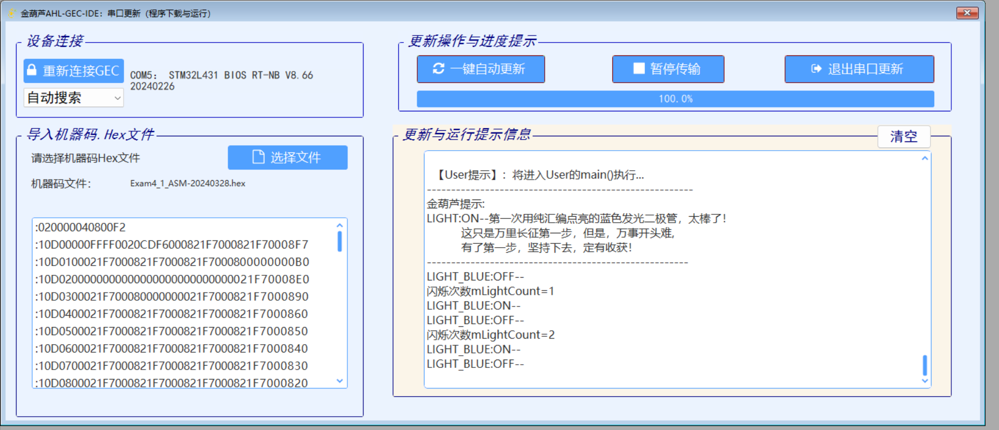 金葫芦AHL-GEC-IDE：串口更新（程序下载与运行）
设备连接
重新连接GEC
COM5： STM32L431 BIOS RT-NB V8.66
20240226
自动搜索
更新操作与进度提示
一键自动更新
暂停传输
退出串口更新
100.0%
导入机器码.Hex文件
请选择机器码Hex文件
选择文件
机器码文件：
Exam4_1_ASM-20240328.hex
:020000040800F2
:10D00000FFFF0020CDF6000821F7000821F70008F7
:10D0100021F7000821F7000821F7000800000000B0
:10D0200000000000000000000000000021F70008E0
:10D0300021F700080000000021F7000821F7000890
:10D0400021F7000821F7000821F7000821F7000860
:10D0500021F7000821F7000821F7000821F7000850
:10D0600021F7000821F7000821F7000821F7000840
:10D0700021F7000821F7000821F7000821F7000830
:10D0800021F7000821F7000821F7000821F7000820
更新与运行提示信息
清空
【User提示】：将进入User的main()执行...
------------------------------------------------------
金葫芦提示:
LIGHT:ON--第一次用纯汇编点亮的蓝色发光二极管，太棒了！
这只是万里长征第一步，但是，万事开头难,
有了第一步，坚持下去，定有收获！
-----------------------------------------------------
LIGHT_BLUE:OFF--
闪烁次数mLightCount=1
LIGHT_BLUE:ON--
LIGHT_BLUE:OFF--
闪烁次数mLightCount=2
LIGHT_BLUE:ON--
LIGHT_BLUE:OFF--